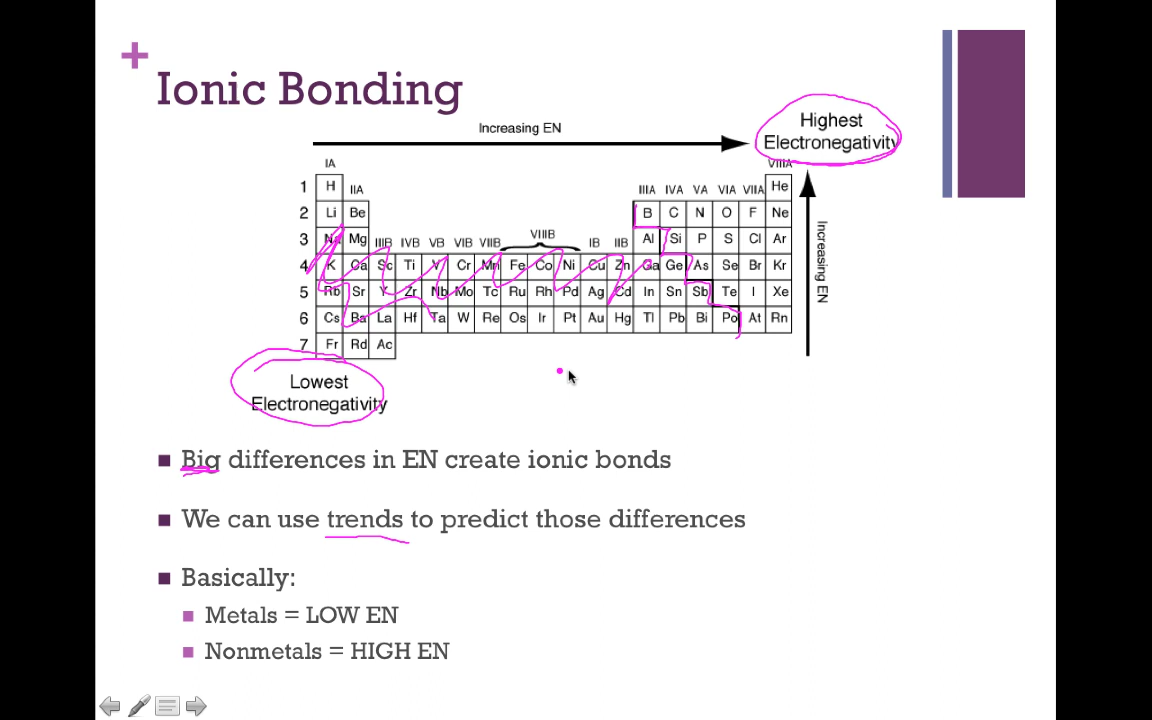 +
Ionic Bonding
Increasing EN
Highest
Electronegativity
IA VIIIA
1 H IIA IIIA IVA VA VIA VIIA He
2 Li Be B C N O F Ne
3 Na Mg IIIB IVB VB VIB VIIB VIIIB IB IIB Al Si P S Cl Ar
4 K Ca Sc Ti V Cr Mn Fe Co Ni Cu Zn Ga Ge As Se Br Kr
5 Rb Sr Y Zr Nb Mo Tc Ru Rh Pd Ag Cd In Sn Sb Te I Xe
6 Cs Ba La Hf Ta W Re Os Ir Pt Au Hg Tl Pb Bi Po At Rn
7 Fr Rd Ac
Increasing EN
Lowest
Electronegativity
Big differences in EN create ionic bonds
We can use trends to predict those differences
Basically:
Metals = LOW EN
Nonmetals = HIGH EN